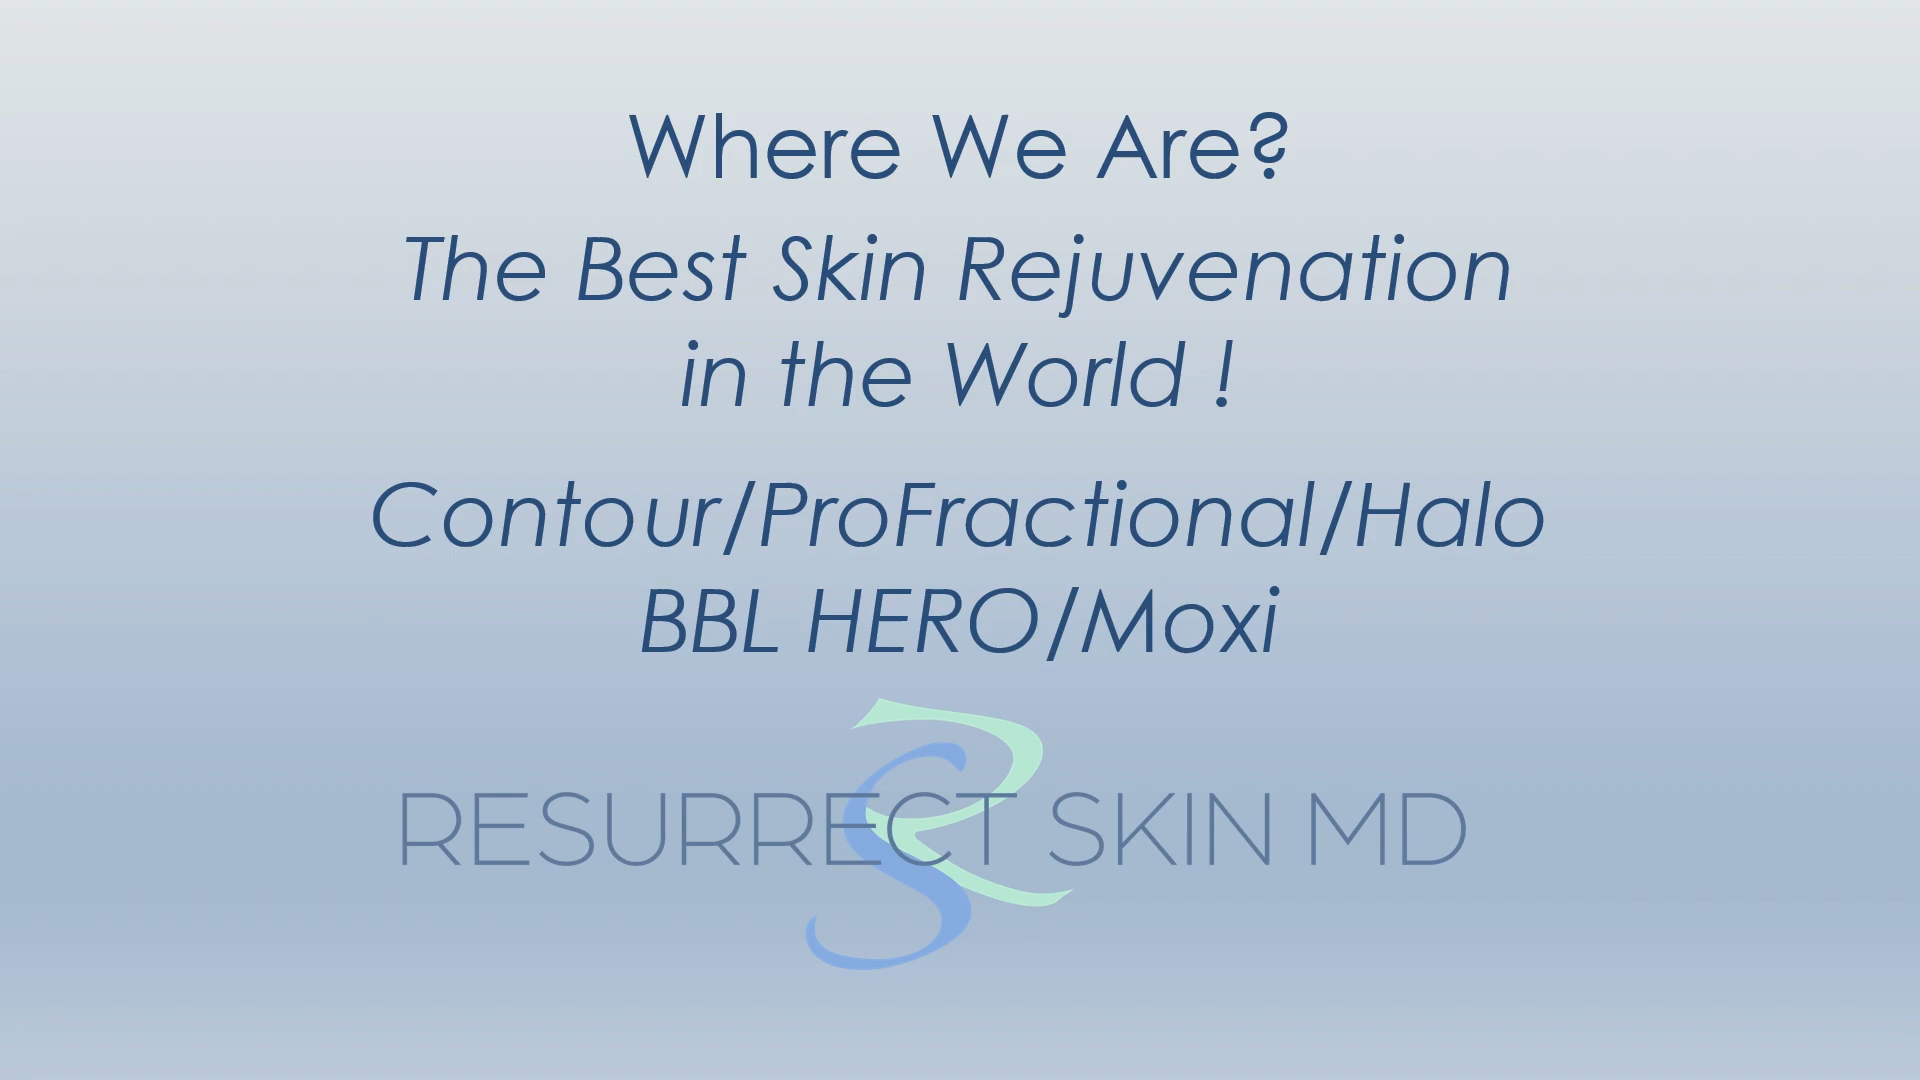 Where We Are?
The Best Skin Rejuvenation
in the World !
Contour/ProFractional/Halo
BBL HERO/Moxi
RESURRECT SKIN MD